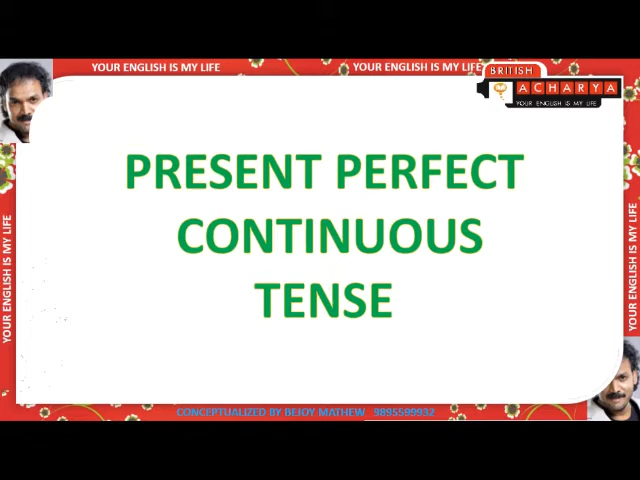 YOUR ENGLISH IS MY LIFE
YOUR ENGLISH IS MY LIFE
BRITISH
ACHARYA
YOUR ENGLISH IS MY LIFE
PRESENT PERFECT
CONTINUOUS
TENSE
YOUR ENGLISH IS MY LIFE
YOUR ENGLISH IS MY LIFE
CONCEPTUALIZED BY BEJOY MATHEW 9895599932